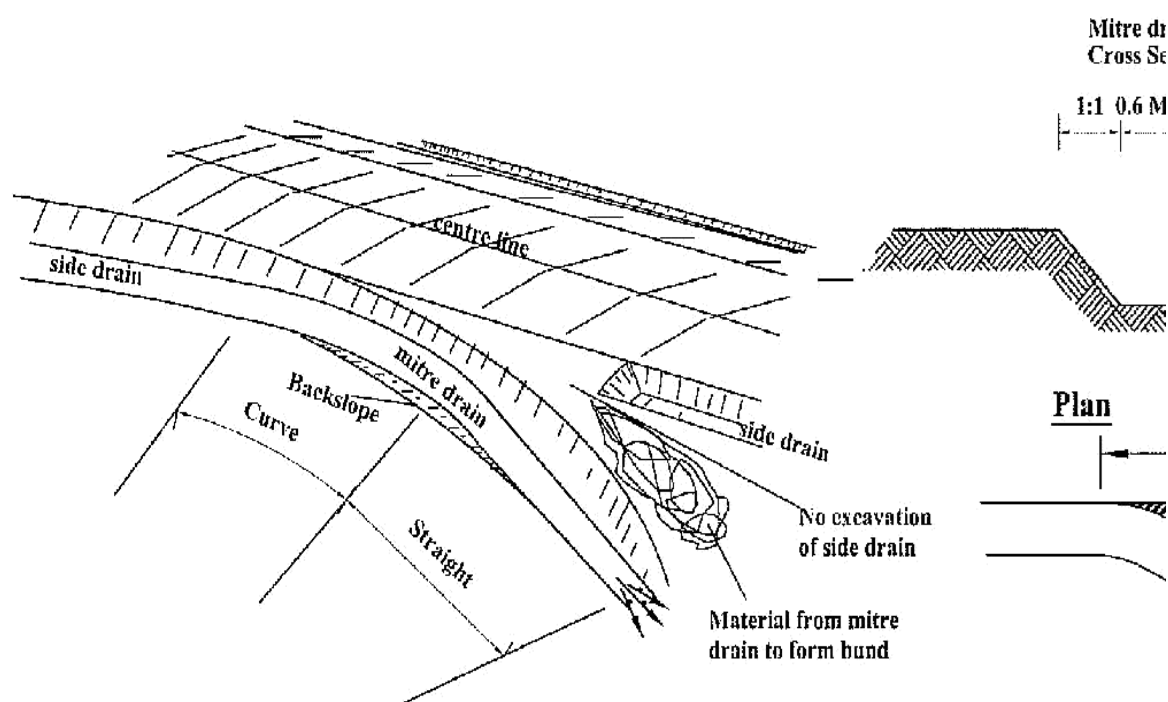 Mitre dr
Cross Se
1:1 0.6 M
centre line
side drain
mitre drain
Backslope
Curve
Straight
side drain
Plan
No excavation
of side drain
Material from mitre
drain to form bund